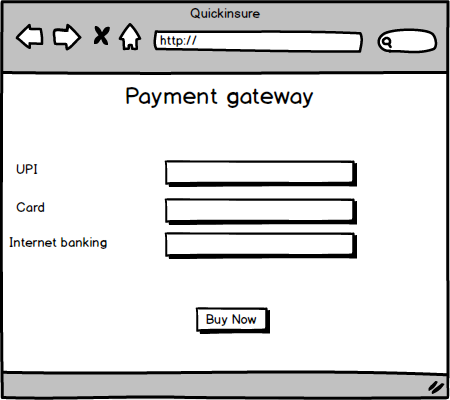 Quickinsure
http://
Payment gateway
UPI
Card
Internet banking
Buy Now